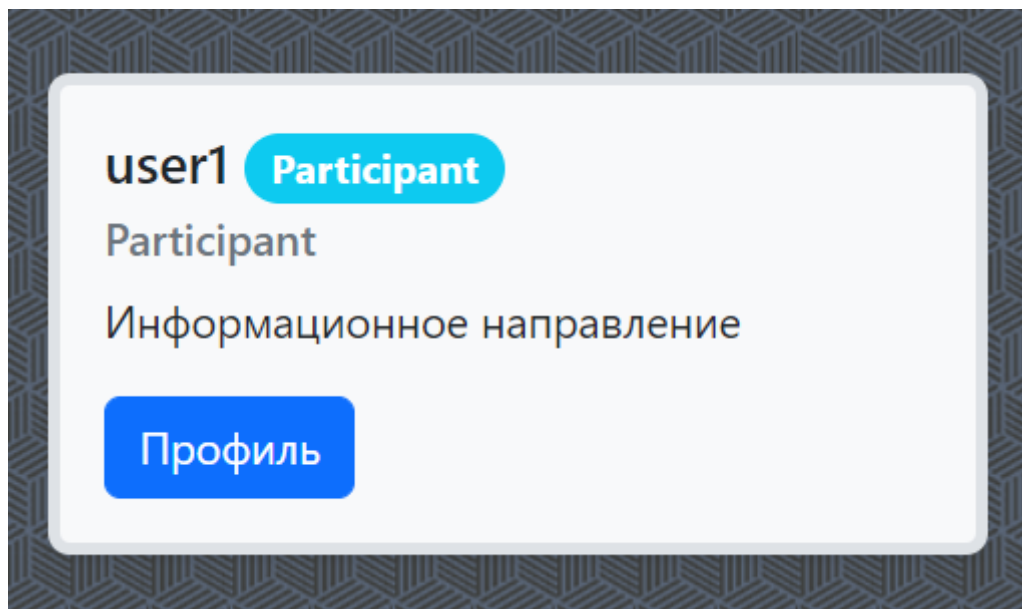 user1 Participant
Participant
Информационное направление
Профиль